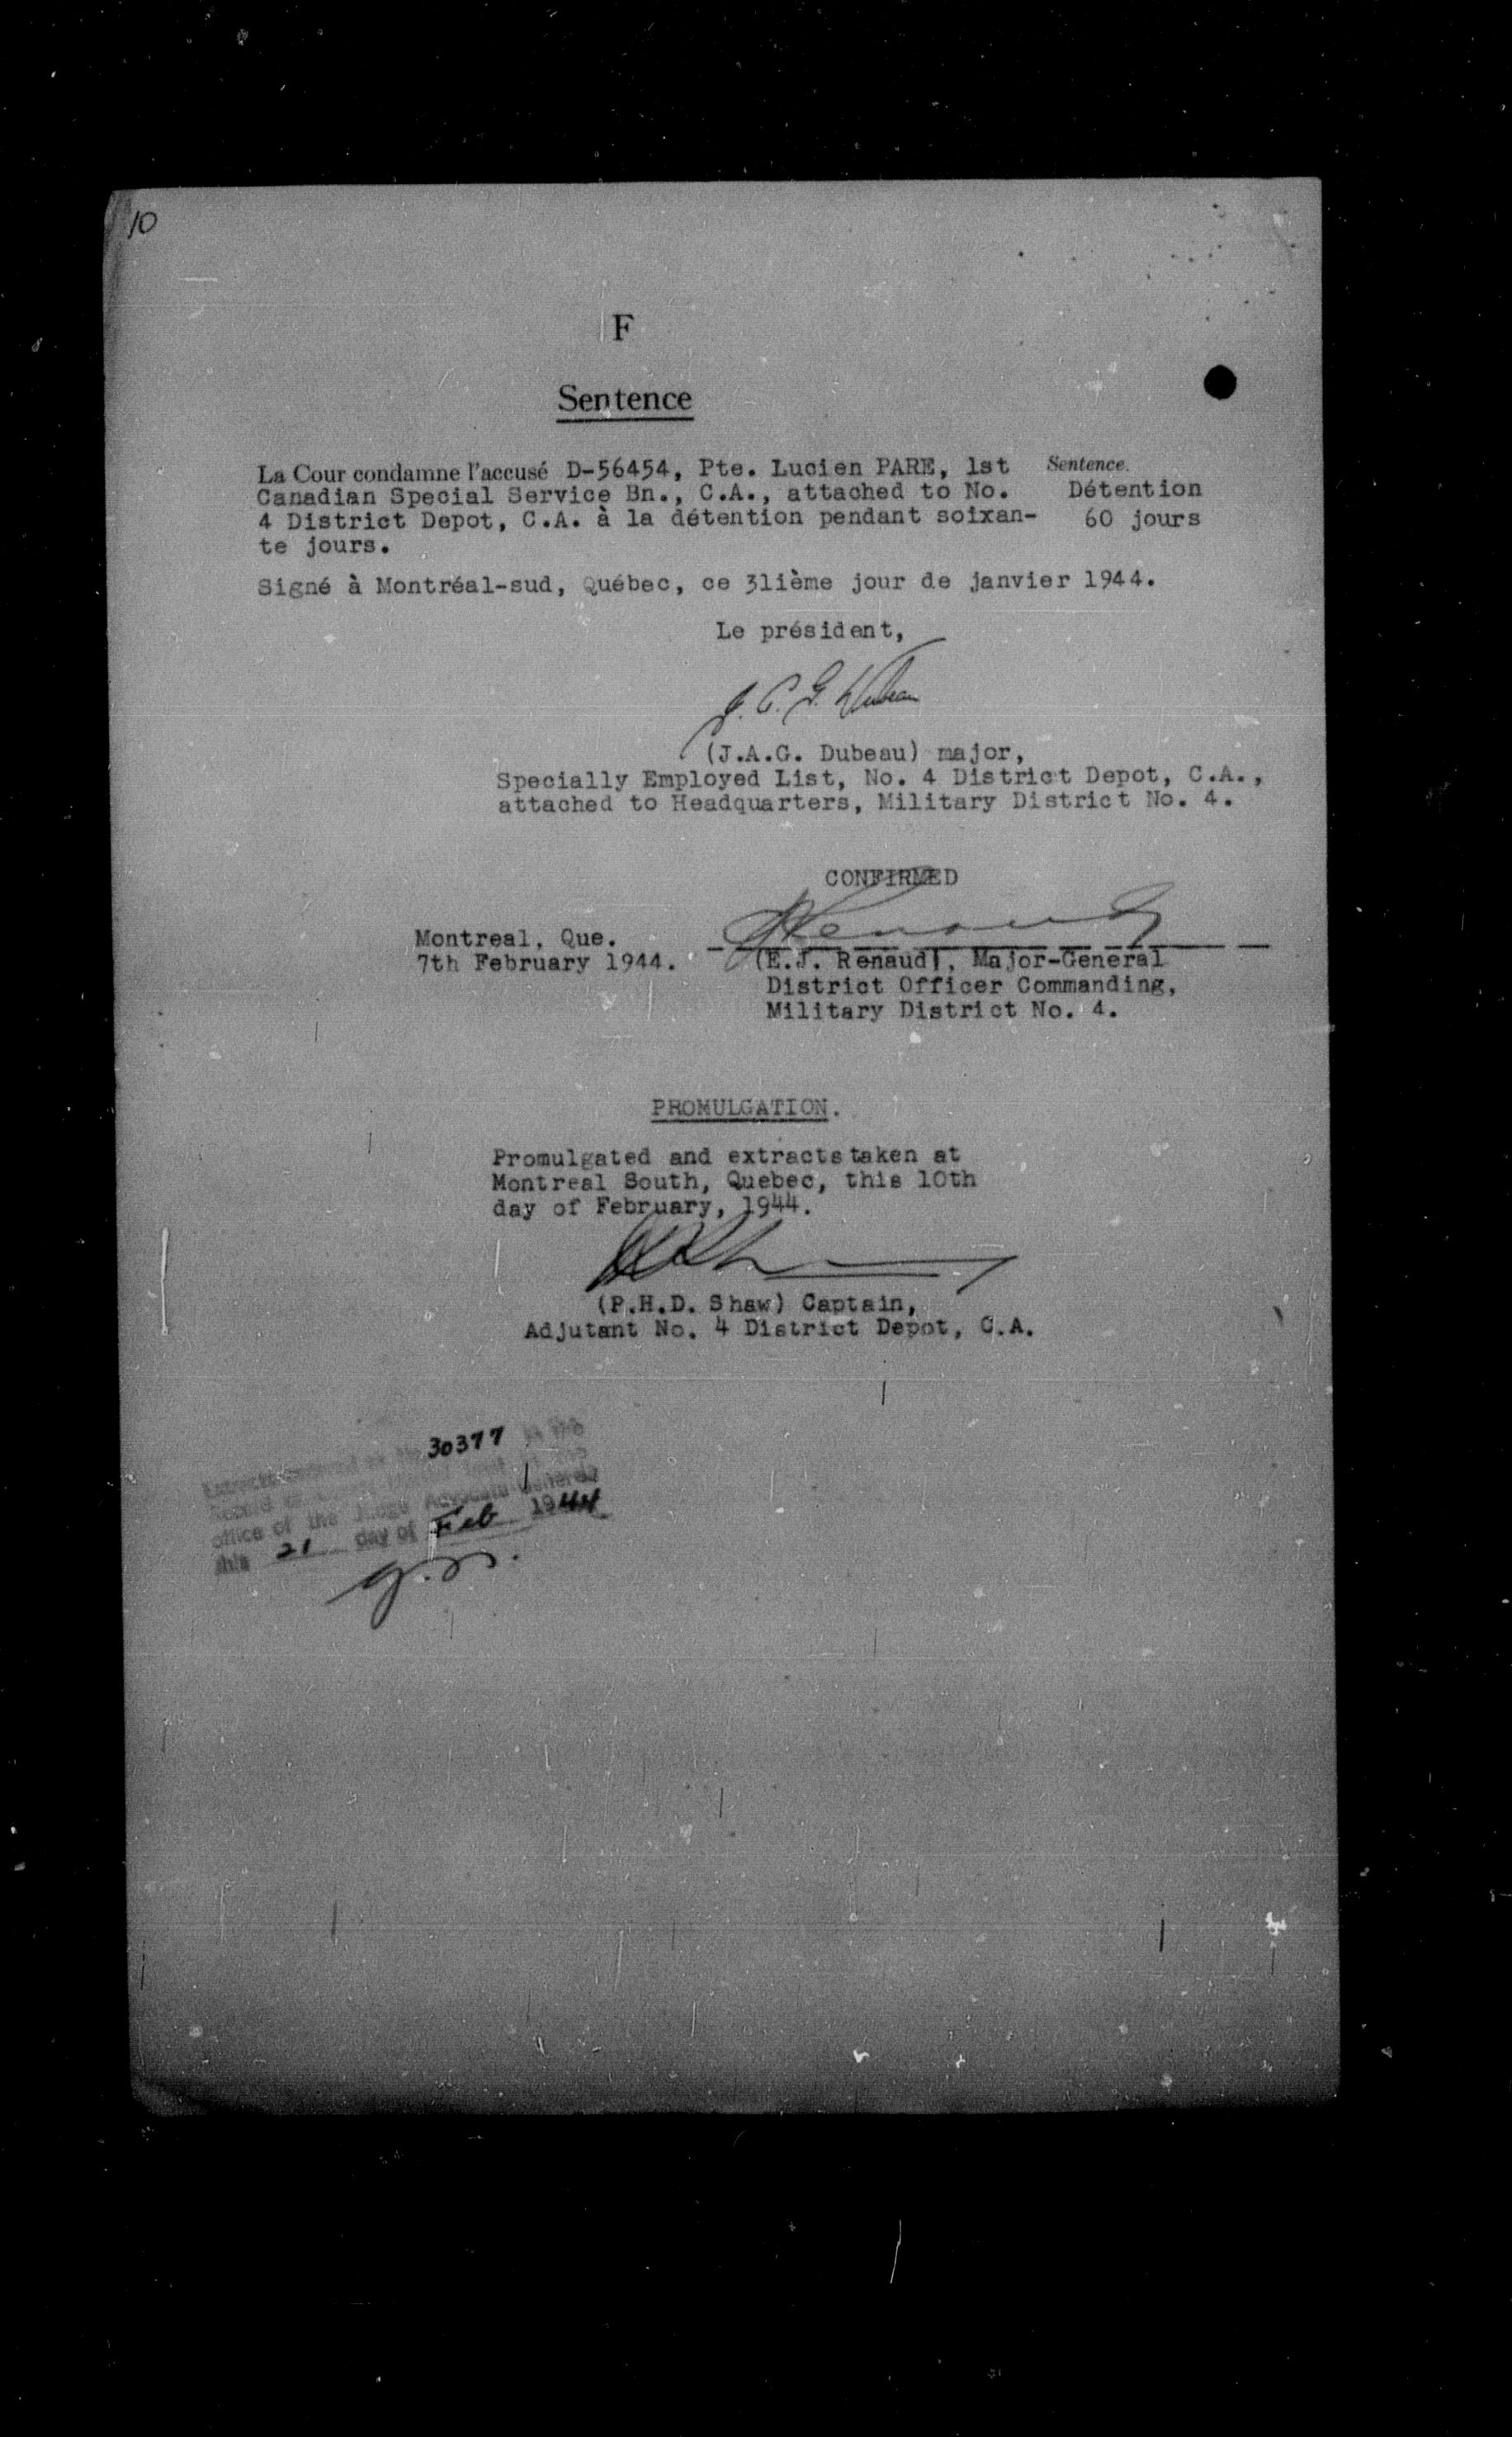 10
F
Sentence
La Cour condamne l'accusé D-56454, Pte. Lucien PARE, 1st
Canadian Special Service Bn., C.A., attached to No.
4 District Depot, C.A. à la détention pendant soixan-
te jours.
Sentence.
Détention
60 jours
Signé à Montréal-sud, Québec, ce 31ième jour de janvier 1944.
Le président,
(J.A.G. Dubeau) major,
Specially Employed List, No. 4 District Depot, C.A.,
attached to Headquarters, Military District No. 4.
CONFIRMED
Montreal, Que.
7th February 1944.
(E.J. Renaud), Major-General
District Officer Commanding,
Military District No. 4.
PROMULGATION.
Promulgated and extracts taken at
Montreal South, Quebec, this 10th
day of February, 1944.
(P.H.D. Shaw) Captain,
Adjutant No. 4 District Depot, C.A.
30377 in the
office of the Judge Advocate General
this 21 day of Feb 1944